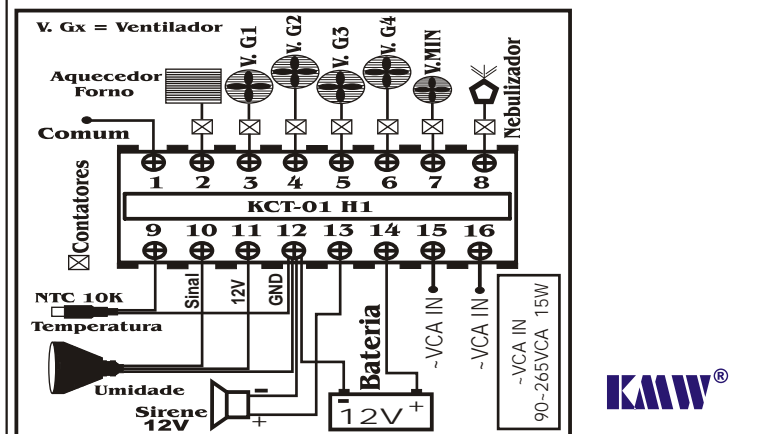 V. Gx = Ventilador
V. G1
V. G2
V. G3
V. G4
V.MIN
Nebulizador
Aquecedor
Forno
Comum
Contatores
1 2 3 4 5 6 7 8
KCT-01 H1
9 10 11 12 13 14 15 16
NTC 10K
Temperatura
Sinal
12V
GND
Umidade
Sirene
12V
- +
Bateria
- 12V +
~VCA IN
~VCA IN
~VCA IN
90~265VCA 15W
KMW®